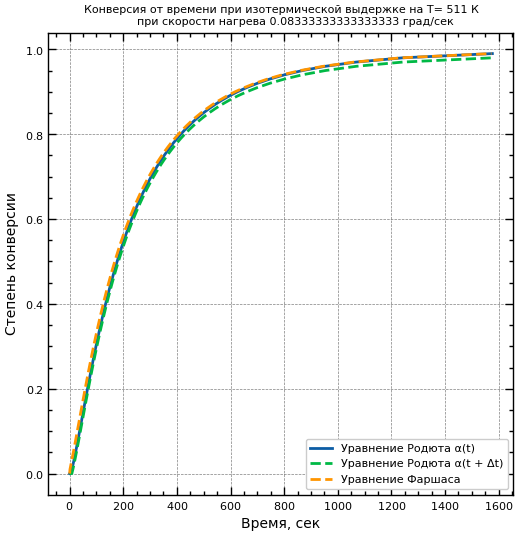 Конверсия от времени при изотермической выдержке на T= 511 K
при скорости нагрева 0.08333333333333333 град/сек
1.0
0.8
0.6
0.4
0.2
0.0
Степень конверсии
Уравнение Родюта α(t)
Уравнение Родюта α(t + Δt)
Уравнение Фаршаса
0 200 400 600 800 1000 1200 1400 1600
Время, сек